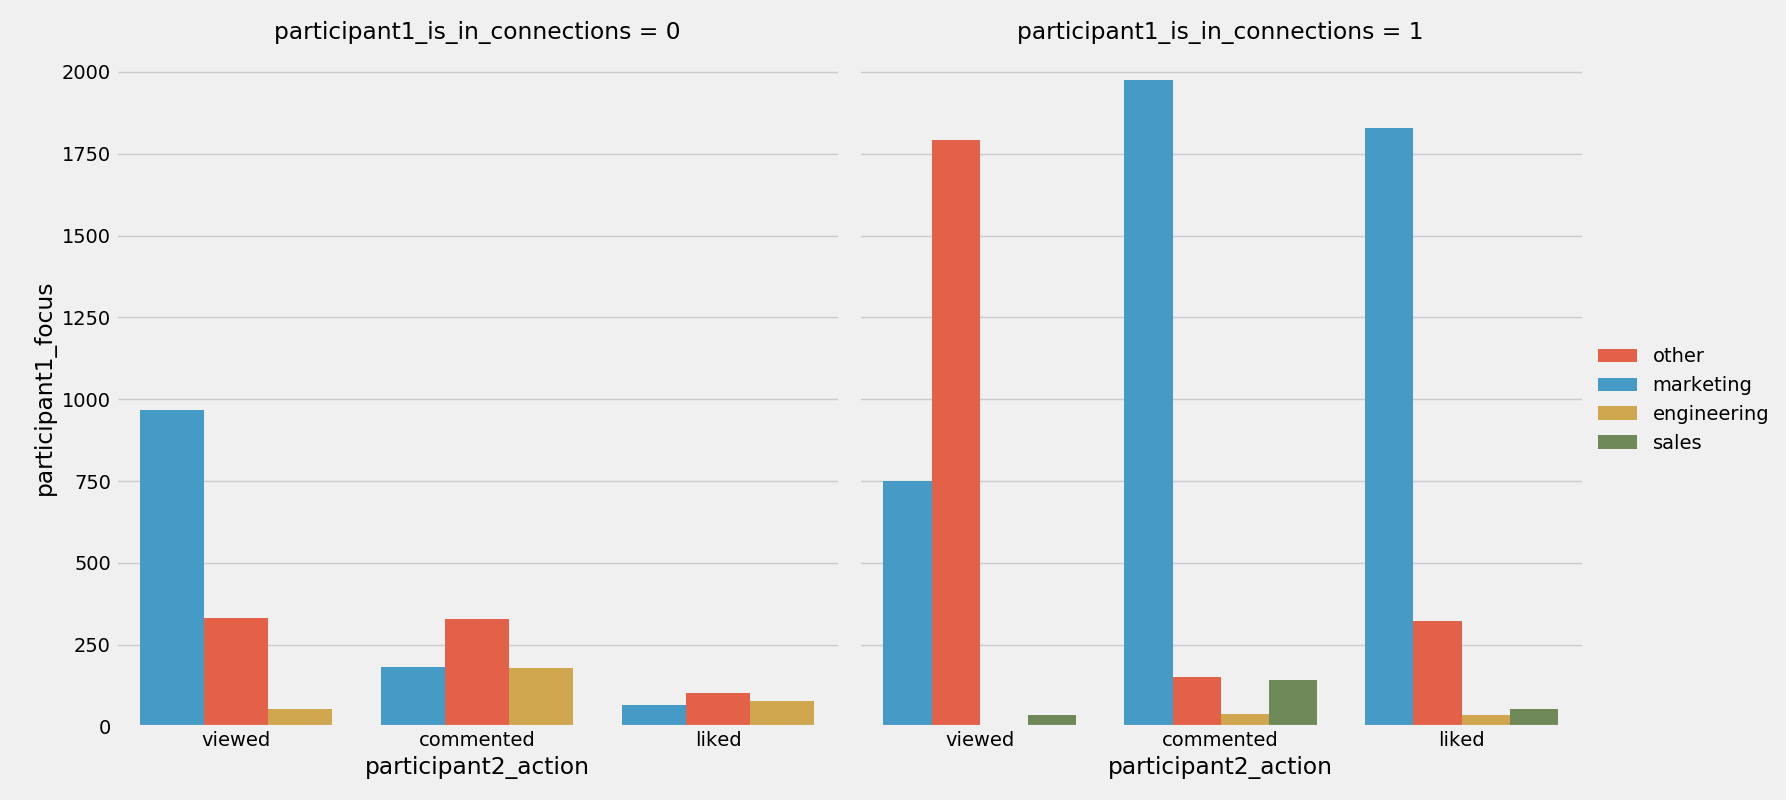 participant1_is_in_connections = 0
participant1_is_in_connections = 1
participant1_focus
2000
1750
1500
1250
1000
750
500
250
0
viewed
commented
liked
participant2_action
viewed
commented
liked
participant2_action
other
marketing
engineering
sales